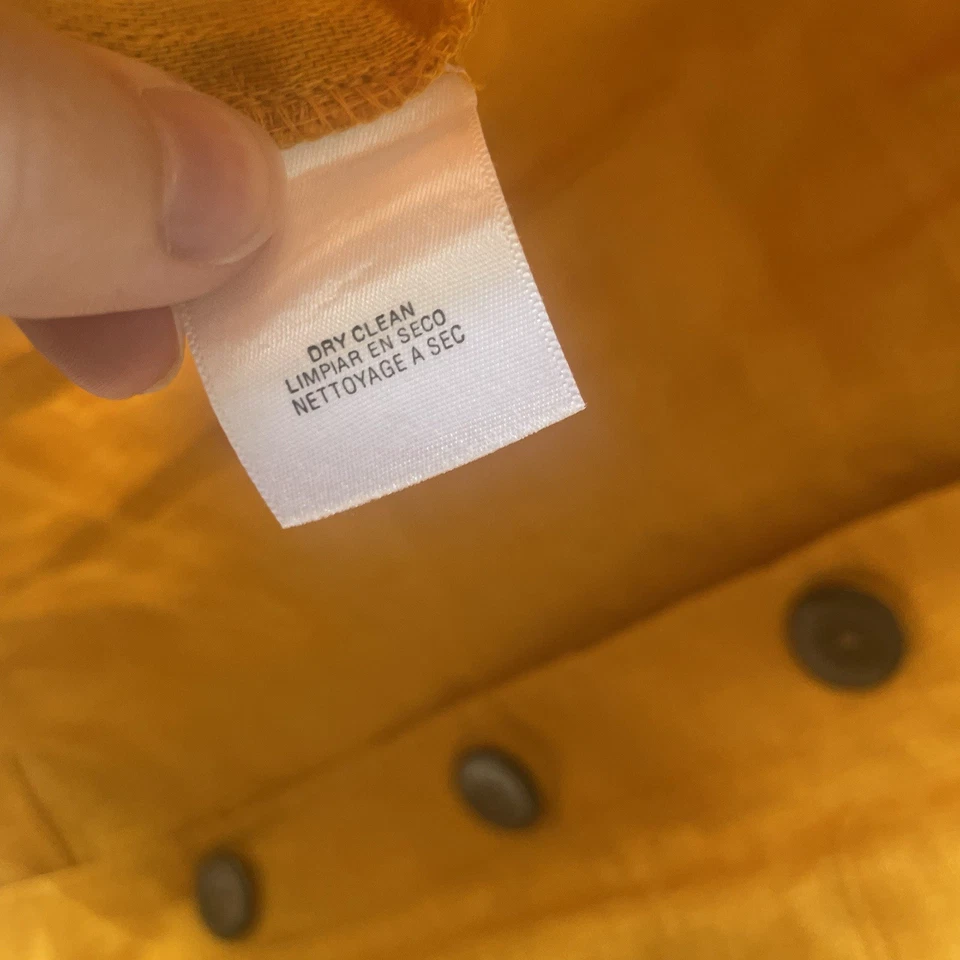 DRY CLEAN
LIMPIAR EN SECO
NETTOYAGE A SEC